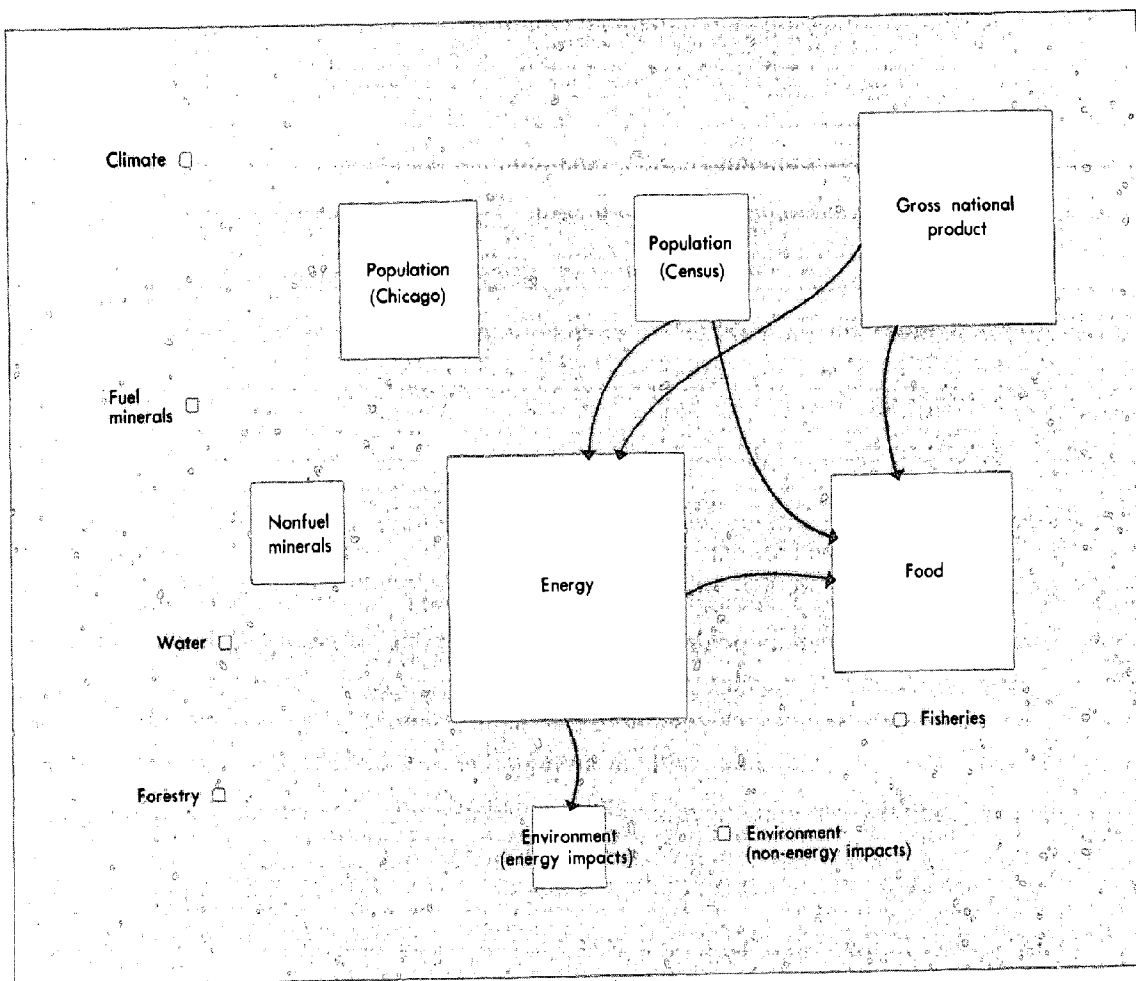 Climate
Gross national
product
Population
(Census)
Population
(Chicago)
Fuel
minerals
Nonfuel
minerals
Energy
Food
Water
Fisheries
Forestry
Environment
(energy impacts)
Environment
(non-energy impacts)